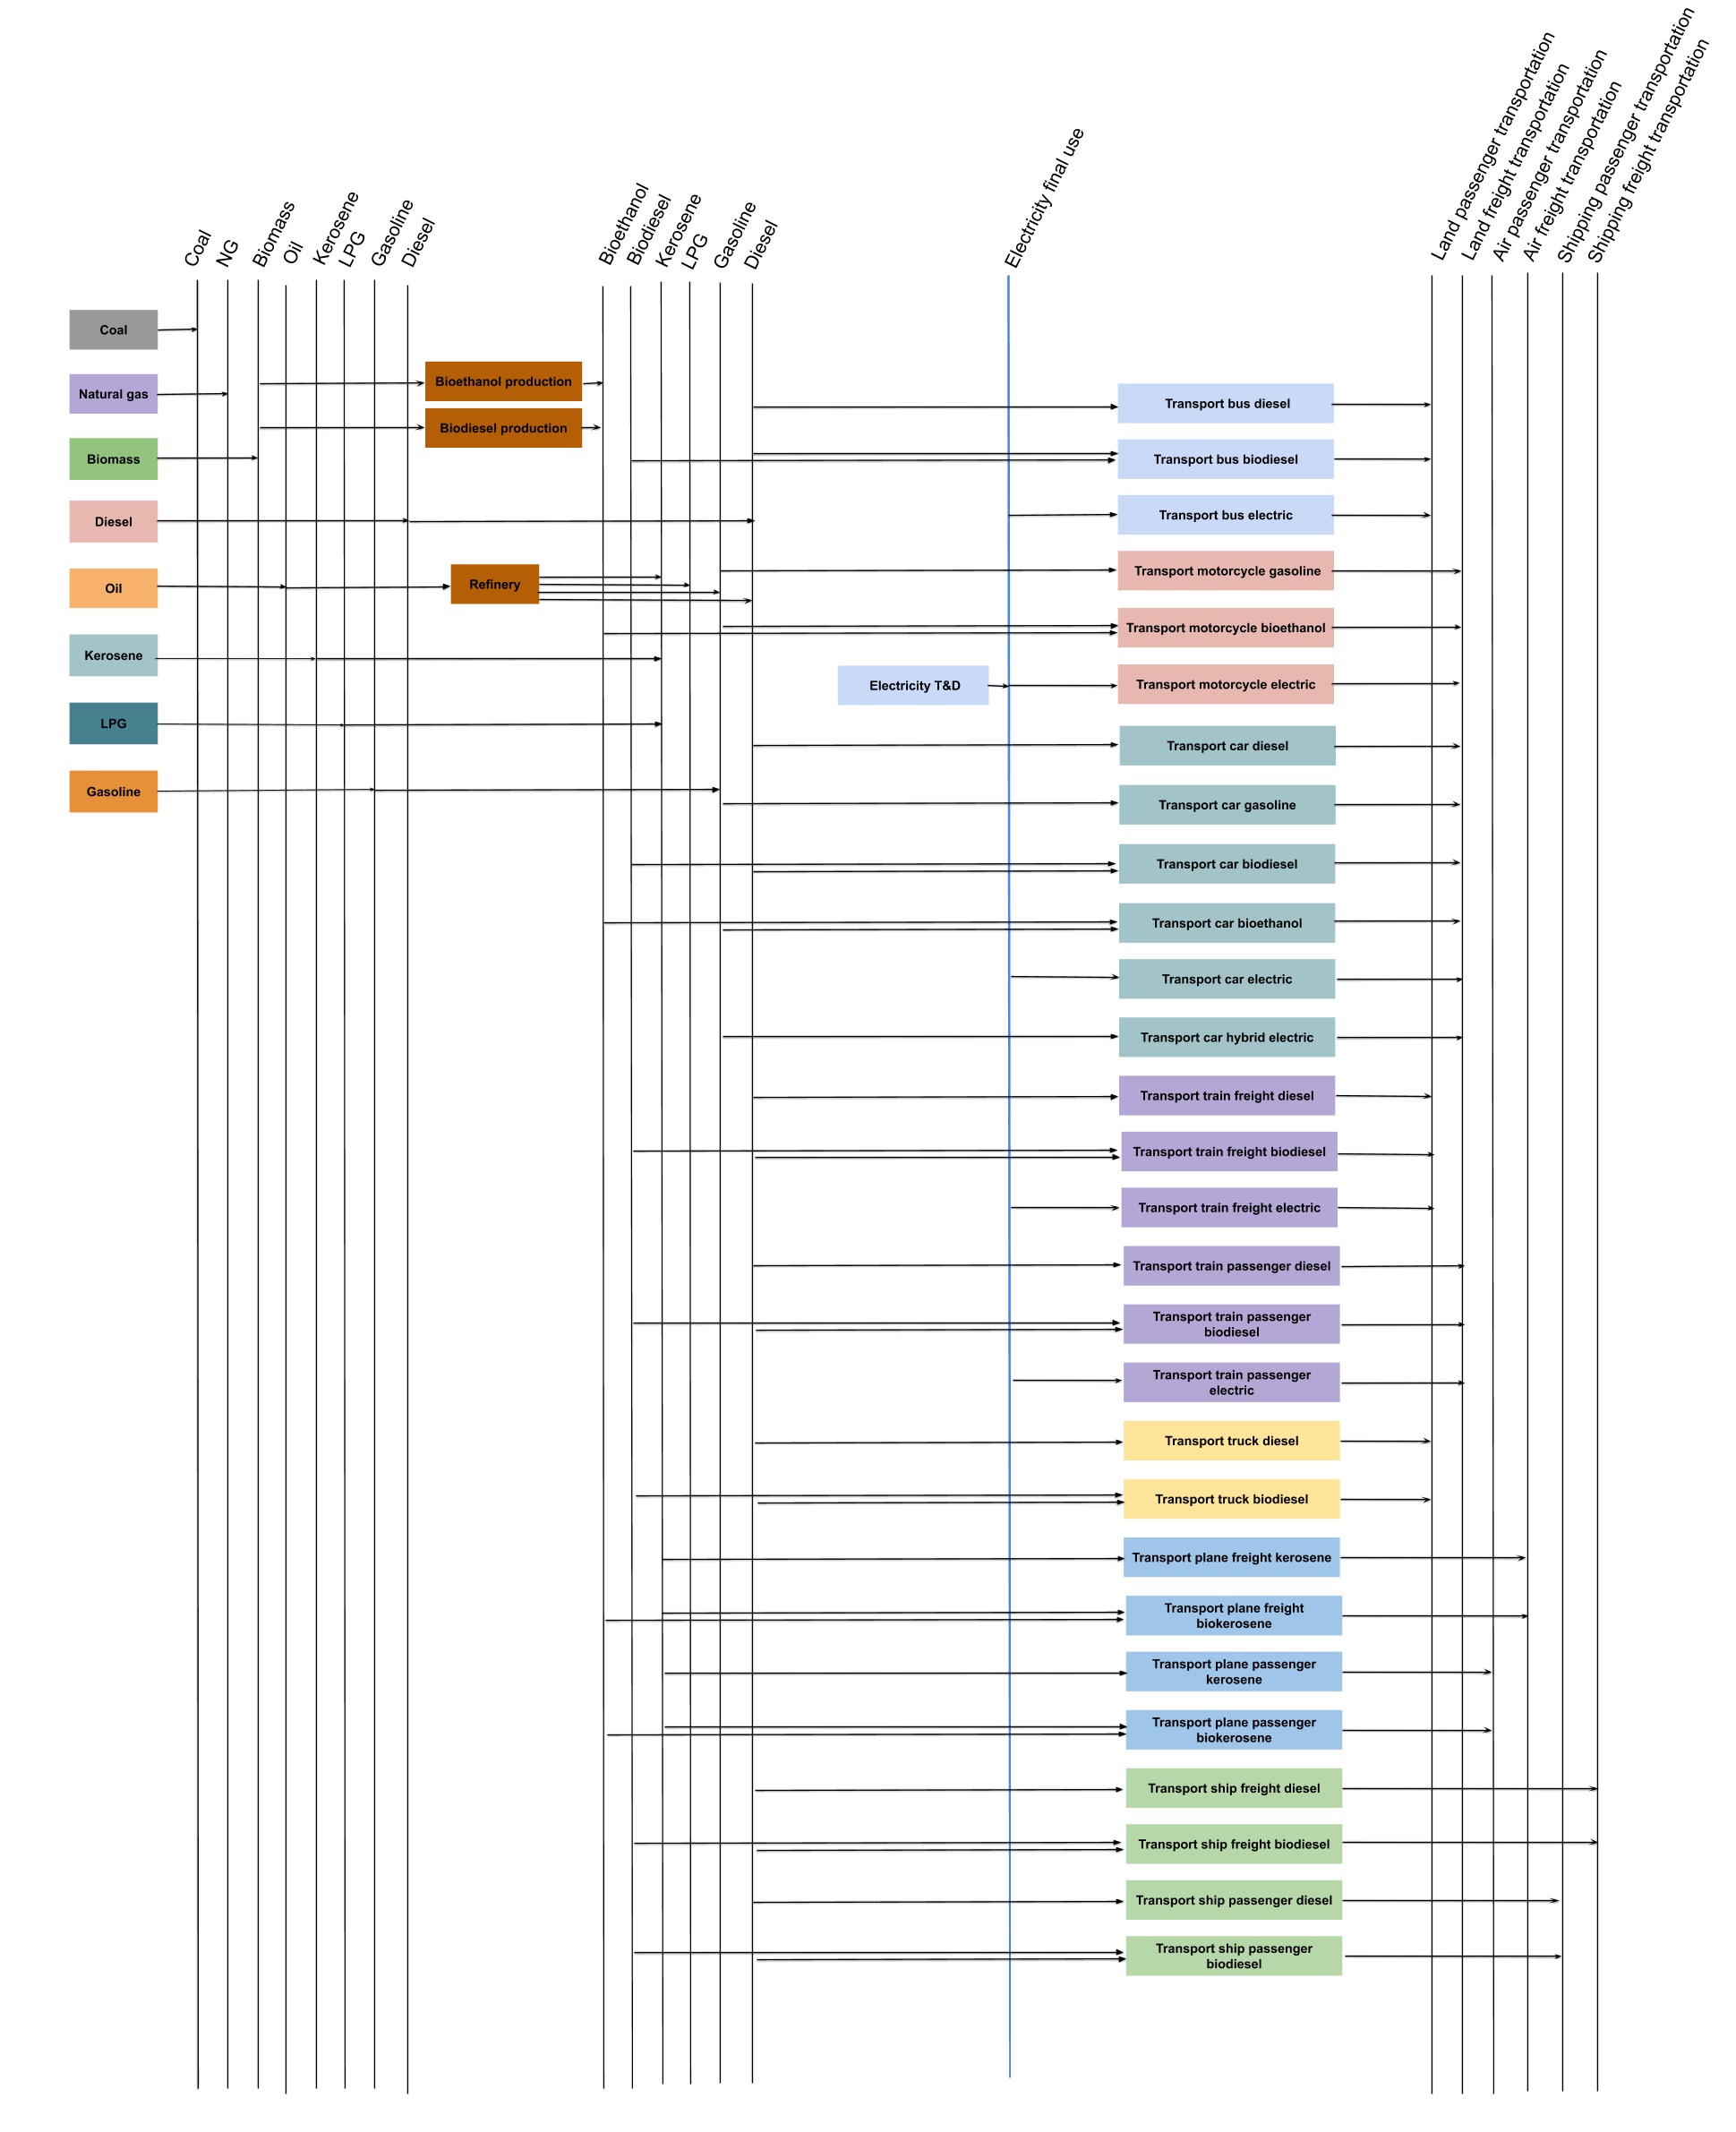 Coal
NG
Biomass
Oil
Kerosene
LPG
Gasoline
Diesel
Bioethanol
Biodiesel
Kerosene
LPG
Gasoline
Diesel
Electricity final use
Land passenger transportation
Land freight transportation
Air passenger transportation
Air freight transportation
Shipping passenger transportation
Shipping freight transportation
Coal
Natural gas
Biomass
Diesel
Oil
Kerosene
LPG
Gasoline
Bioethanol production
Biodiesel production
Refinery
Electricity T&D
Transport bus diesel
Transport bus biodiesel
Transport bus electric
Transport motorcycle gasoline
Transport motorcycle bioethanol
Transport motorcycle electric
Transport car diesel
Transport car gasoline
Transport car biodiesel
Transport car bioethanol
Transport car electric
Transport car hybrid electric
Transport train freight diesel
Transport train freight biodiesel
Transport train freight electric
Transport train passenger diesel
Transport train passenger
biodiesel
Transport train passenger
electric
Transport truck diesel
Transport truck biodiesel
Transport plane freight kerosene
Transport plane freight
biokerosene
Transport plane passenger
kerosene
Transport plane passenger
biokerosene
Transport ship freight diesel
Transport ship freight biodiesel
Transport ship passenger diesel
Transport ship passenger
biodiesel